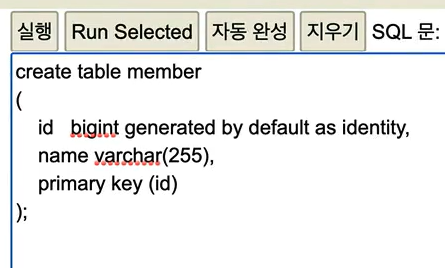 실행 Run Selected 자동 완성 지우기 SQL 문:
create table member
(
id bigint generated by default as identity,
name varchar(255),
primary key (id)
);